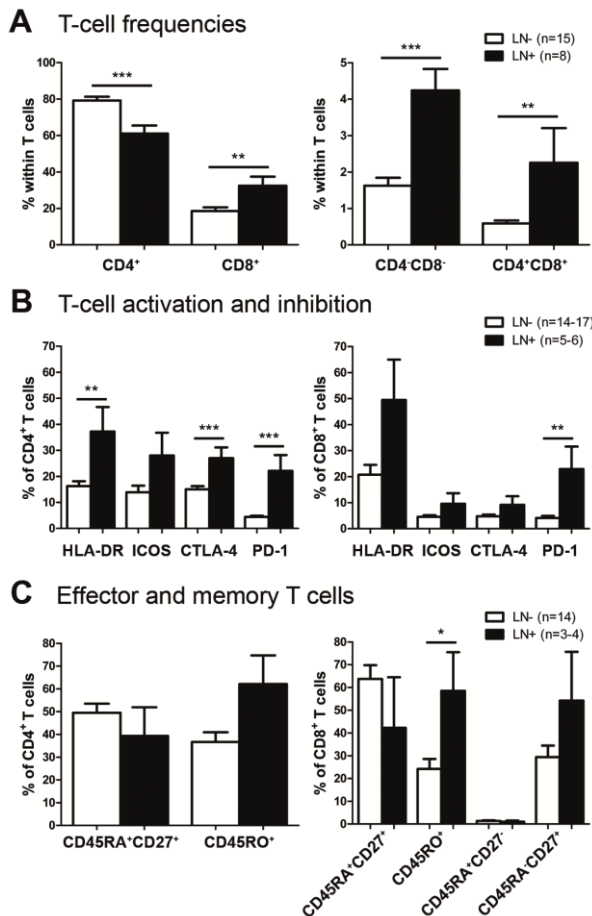 A T-cell frequencies
LN- (n=15)
LN+ (n=8)
% within T cells
100
80
60
40
20
0
***
**
CD4⁺
CD8⁺
% within T cells
6
5
4
3
2
1
0
***
**
CD4⁻CD8⁻
CD4⁺CD8⁺
B T-cell activation and inhibition
LN- (n=14-17)
LN+ (n=5-6)
% of CD4⁺ T cells
70
60
50
40
30
20
10
0
**
***
***
HLA-DR
ICOS
CTLA-4
PD-1
% of CD8⁺ T cells
70
60
50
40
30
20
10
0
**
HLA-DR
ICOS
CTLA-4
PD-1
C Effector and memory T cells
LN- (n=14)
LN+ (n=3-4)
% of CD4⁺ T cells
80
70
60
50
40
30
20
10
0
CD45RA⁺CD27⁺
CD45RO⁺
% of CD8⁺ T cells
80
70
60
50
40
30
20
10
0
*
CD45RA⁺CD27⁺
CD45RO⁺
CD45RA⁺CD27⁻
CD45RA⁻CD27⁺